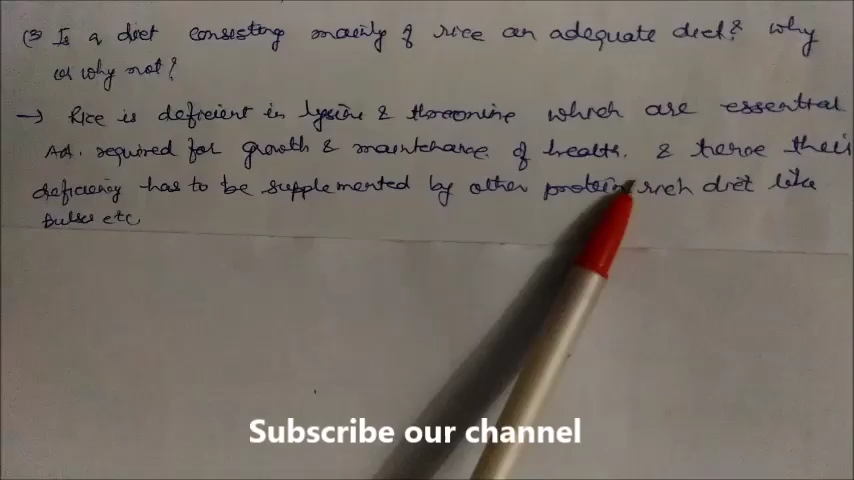 (3 Is a diet consisting mainly of rice an adequate diet? Why
or why not?
→ Rice is deficient in lysine & threonine which are essential
AA. required for growth & maintenance of health. & hence their
deficiency has to be supplemented by other protein rich diet like
Pulses etc
Subscribe our channel